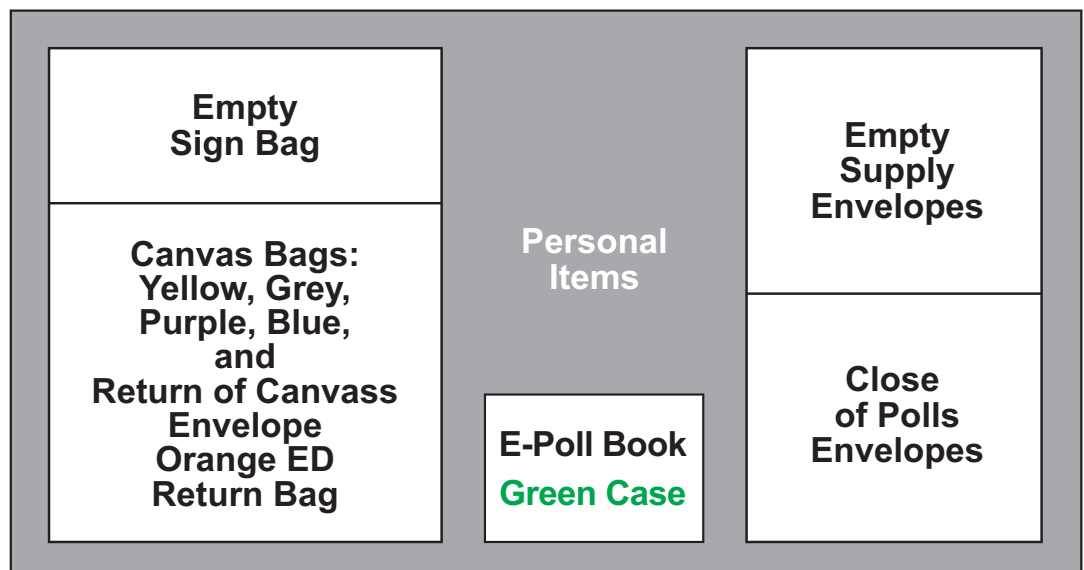 Empty
Sign Bag
Canvas Bags:
Yellow, Grey,
Purple, Blue,
and
Return of Canvass
Envelope
Orange ED
Return Bag
Personal
Items
E-Poll Book
Green Case
Empty
Supply
Envelopes
Close
of Polls
Envelopes